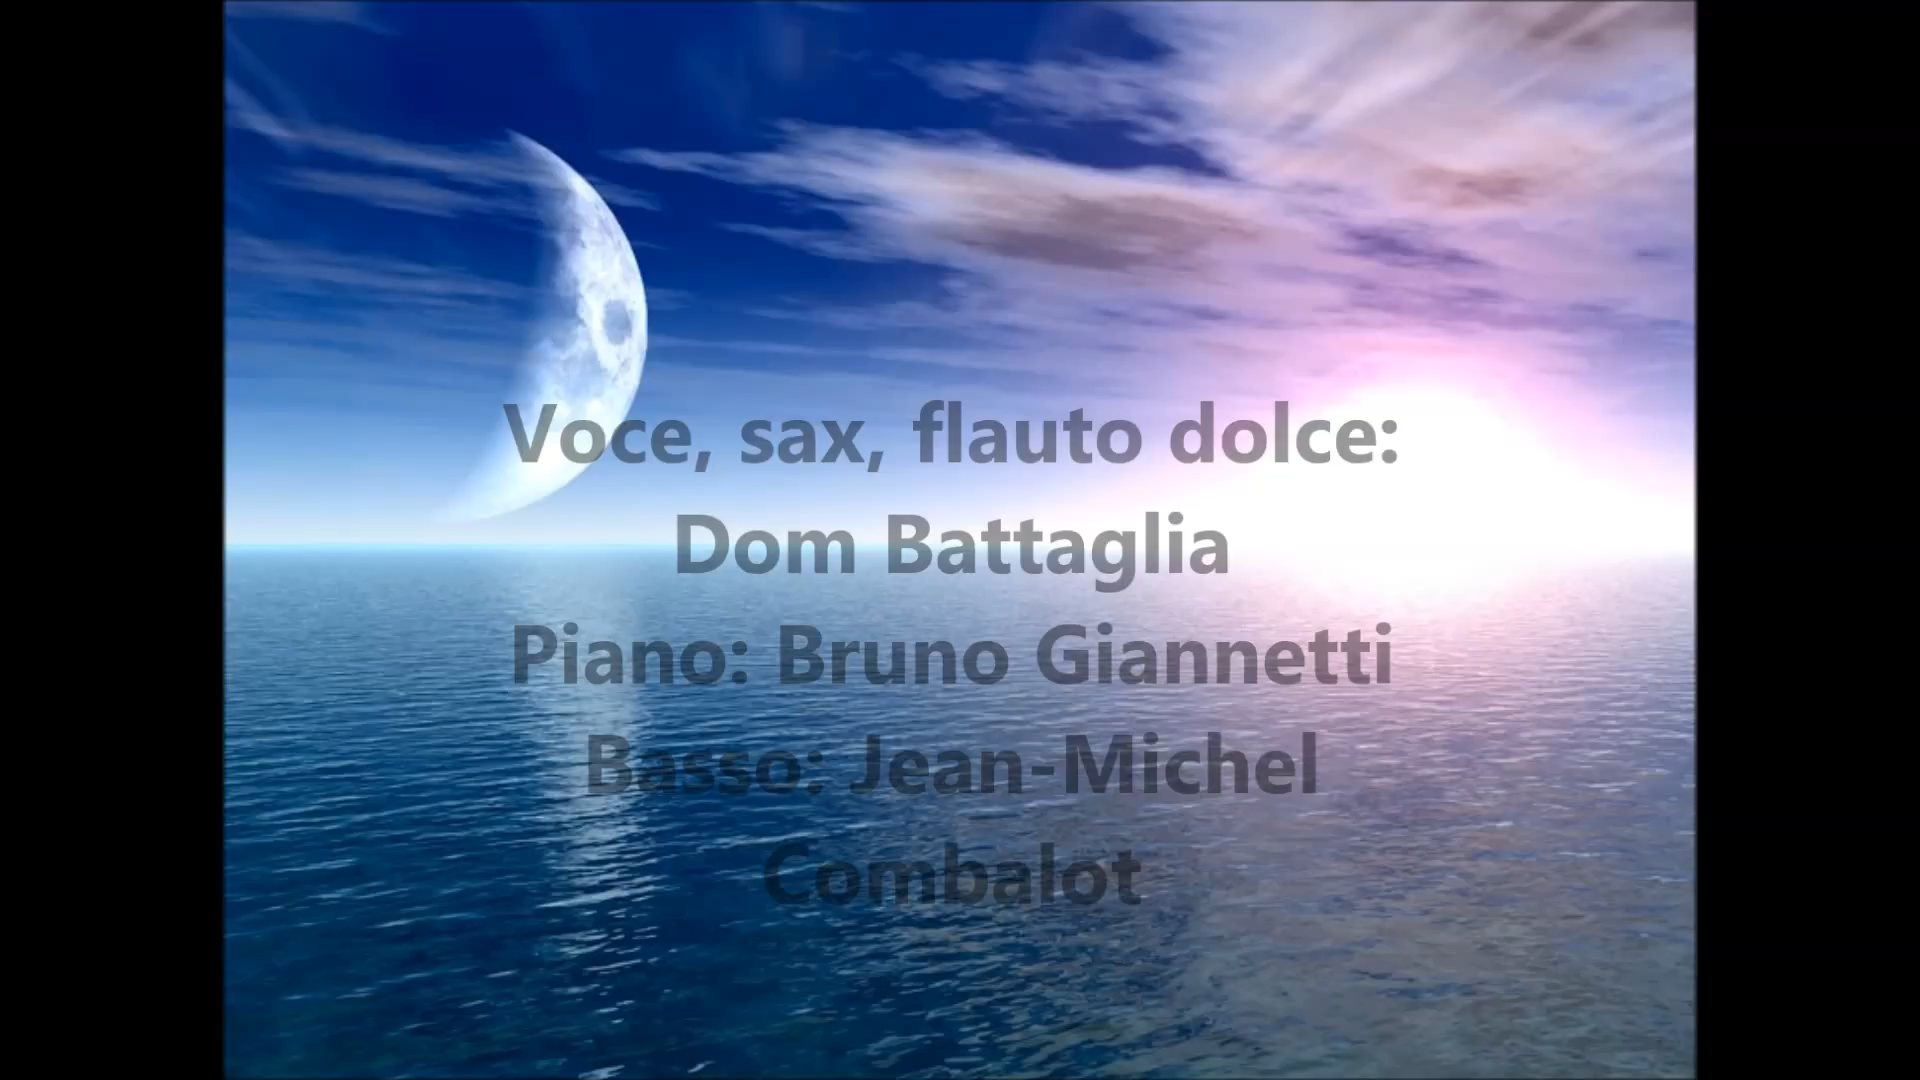 Voce, sax, flauto dolce:
Dom Battaglia
Piano: Bruno Giannetti
Basso: Jean-Michel
Combalot